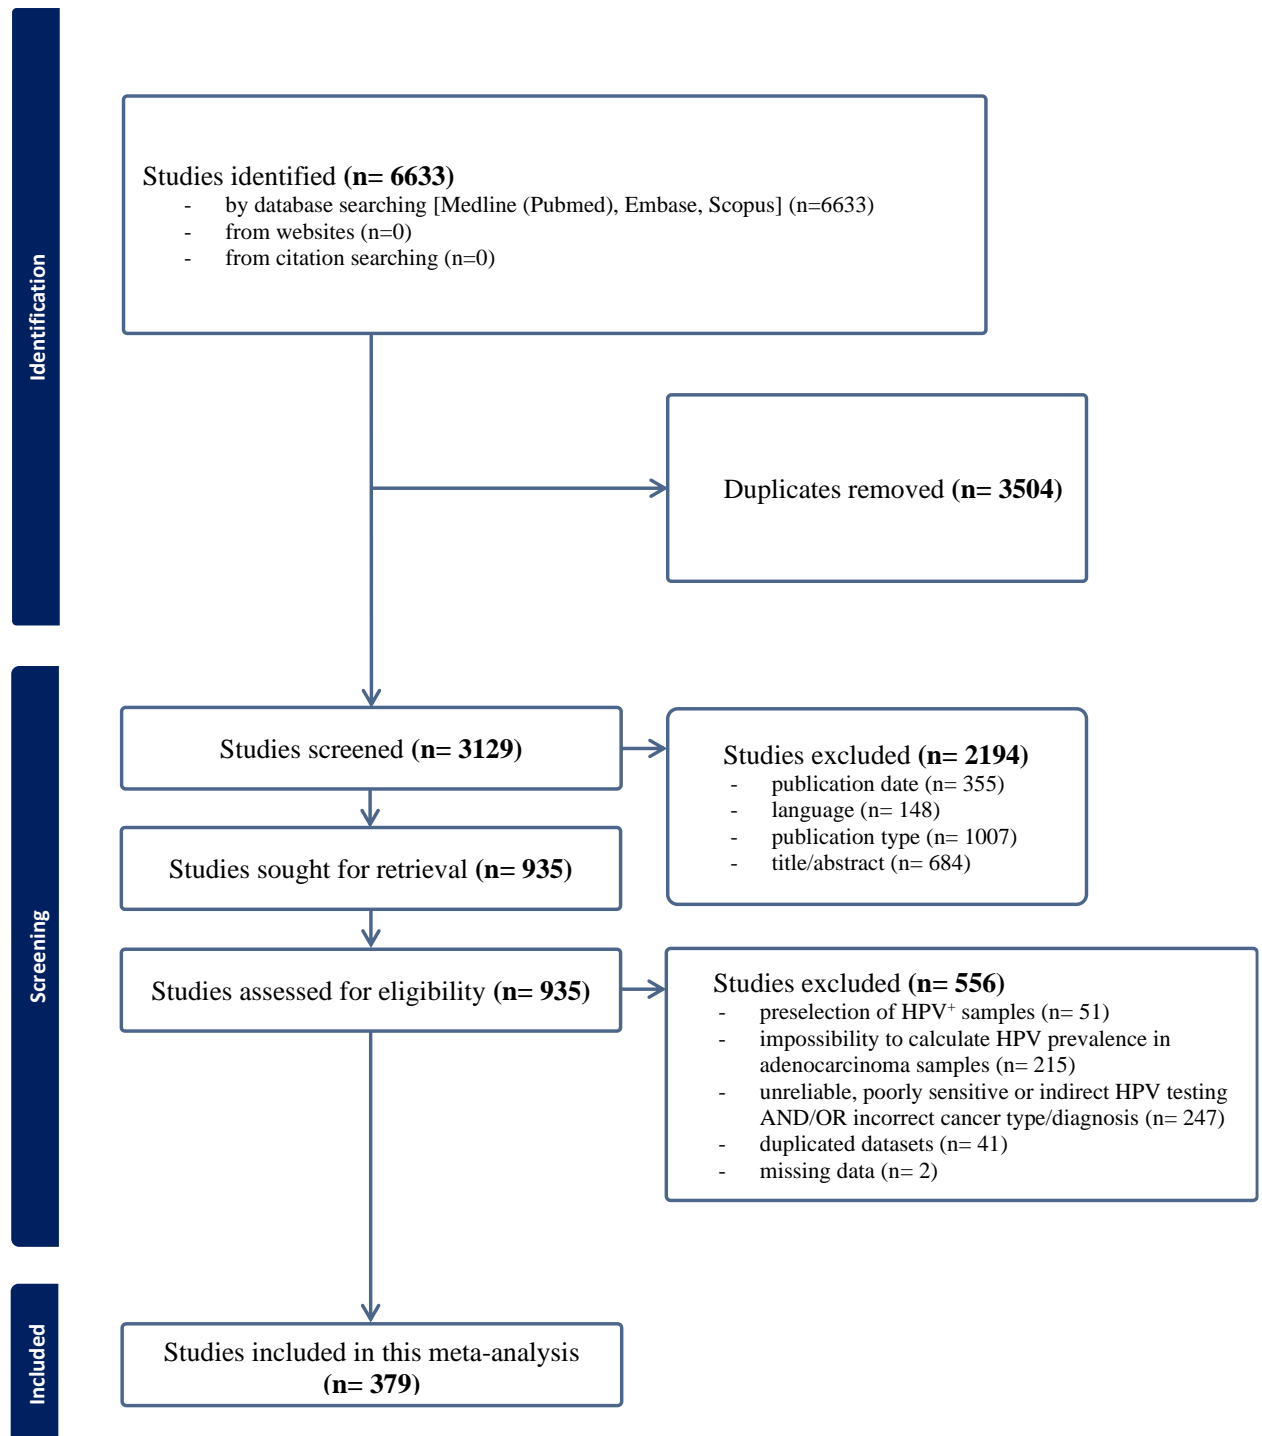 Identification
Studies identified (n= 6633)
- by database searching [Medline (Pubmed), Embase, Scopus] (n=6633)
- from websites (n=0)
- from citation searching (n=0)
Duplicates removed (n= 3504)
Screening
Studies screened (n= 3129)
Studies excluded (n= 2194)
- publication date (n= 355)
- language (n= 148)
- publication type (n= 1007)
- title/abstract (n= 684)
Studies sought for retrieval (n= 935)
Studies assessed for eligibility (n= 935)
Studies excluded (n= 556)
- preselection of HPV⁺ samples (n= 51)
- impossibility to calculate HPV prevalence in
adenocarcinoma samples (n= 215)
- unreliable, poorly sensitive or indirect HPV testing
AND/OR incorrect cancer type/diagnosis (n= 247)
- duplicated datasets (n= 41)
- missing data (n= 2)
Included
Studies included in this meta-analysis
(n= 379)